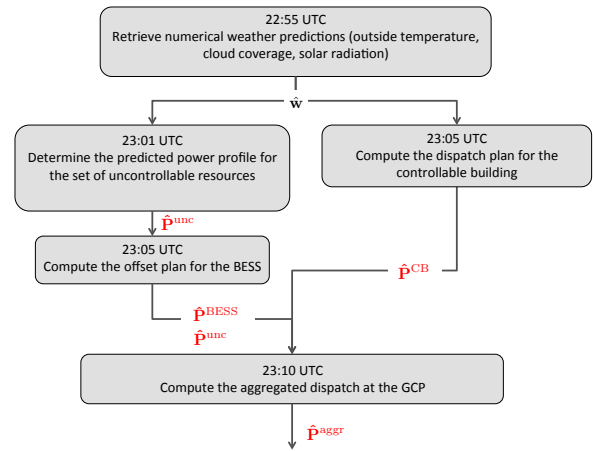 22:55 UTC
Retrieve numerical weather predictions (outside temperature,
cloud coverage, solar radiation)
ŵ
23:01 UTC
Determine the predicted power profile for
the set of uncontrollable resources
23:05 UTC
Compute the dispatch plan for the
controllable building
P̂^unc
23:05 UTC
Compute the offset plan for the BESS
P̂^CB
P̂^BESS
P̂^unc
23:10 UTC
Compute the aggregated dispatch at the GCP
P̂^aggr